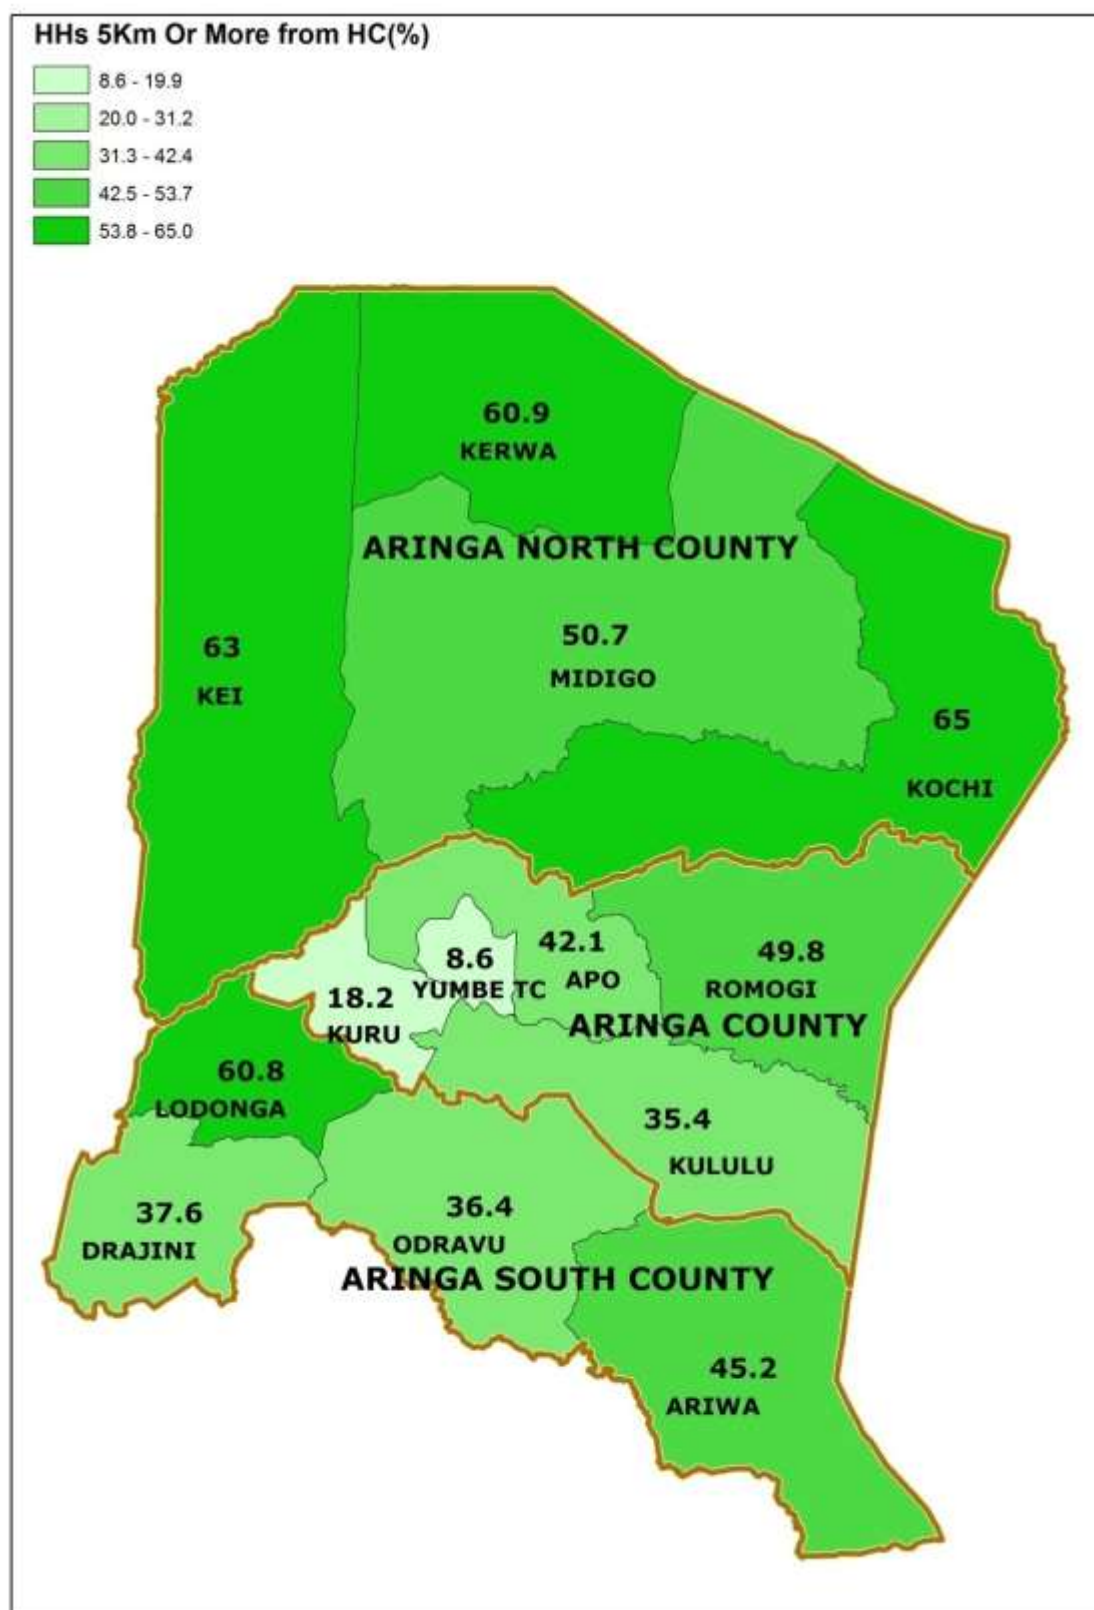 HHs 5Km Or More from HC(%)
8.6 - 19.9
20.0 - 31.2
31.3 - 42.4
42.5 - 53.7
53.8 - 65.0
60.9
KERWA
ARINGA NORTH COUNTY
63
KEI
50.7
MIDIGO
65
KOCHI
8.6
YUMBE TC
42.1
APO
49.8
ROMOGI
18.2
KURU
ARINGA COUNTY
60.8
LODONGA
35.4
KULULU
37.6
DRAJINI
36.4
ODRAVU
ARINGA SOUTH COUNTY
45.2
ARIWA